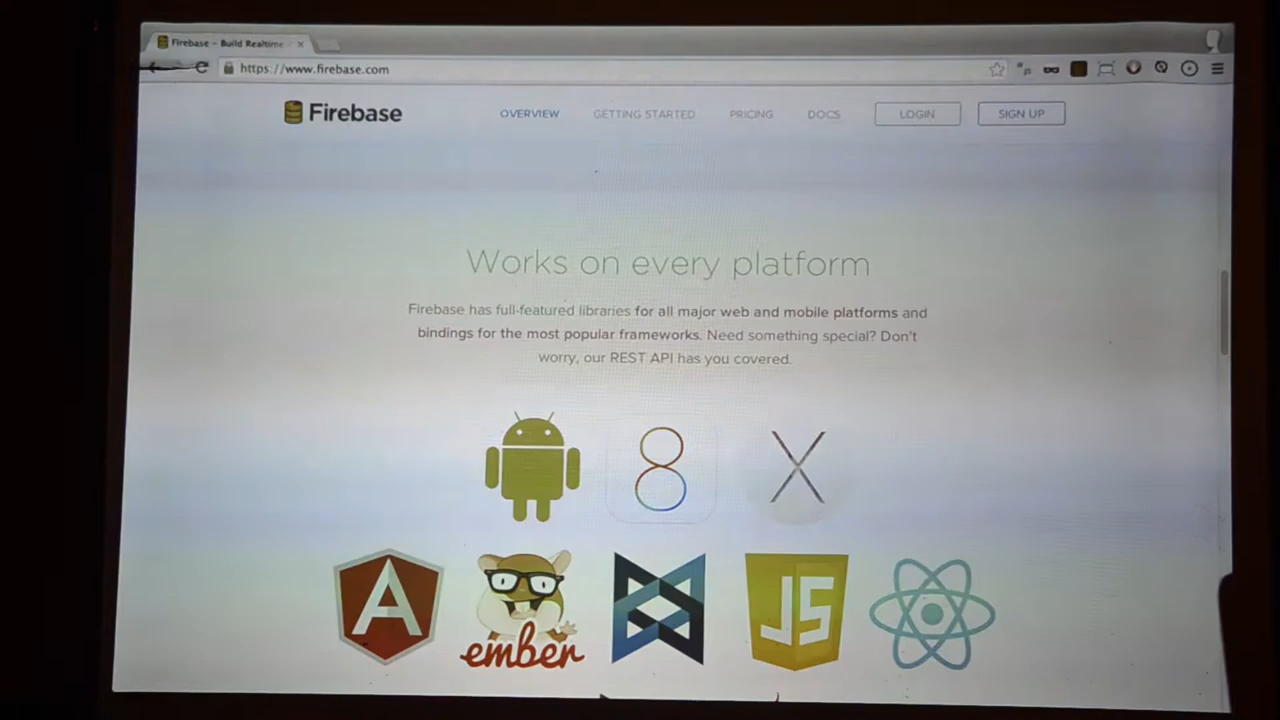 Firebase - Build Realtime
https://www.firebase.com
Firebase
OVERVIEW GETTING STARTED PRICING DOCS LOGIN SIGN UP
Works on every platform
Firebase has full-featured libraries for all major web and mobile platforms and
bindings for the most popular frameworks. Need something special? Don't
worry, our REST API has you covered.
8 X
A ember JS